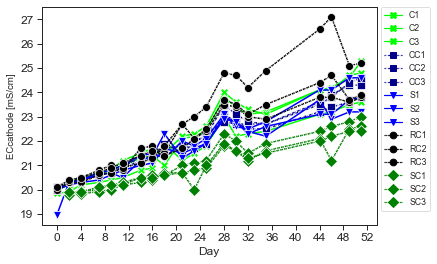 27
26
25
24
23
22
21
20
19
ECcathode [mS/cm]
0 4 8 12 16 20 24 28 32 36 40 44 48 52
Day
C1
C2
C3
CC1
CC2
CC3
S1
S2
S3
RC1
RC2
RC3
SC1
SC2
SC3